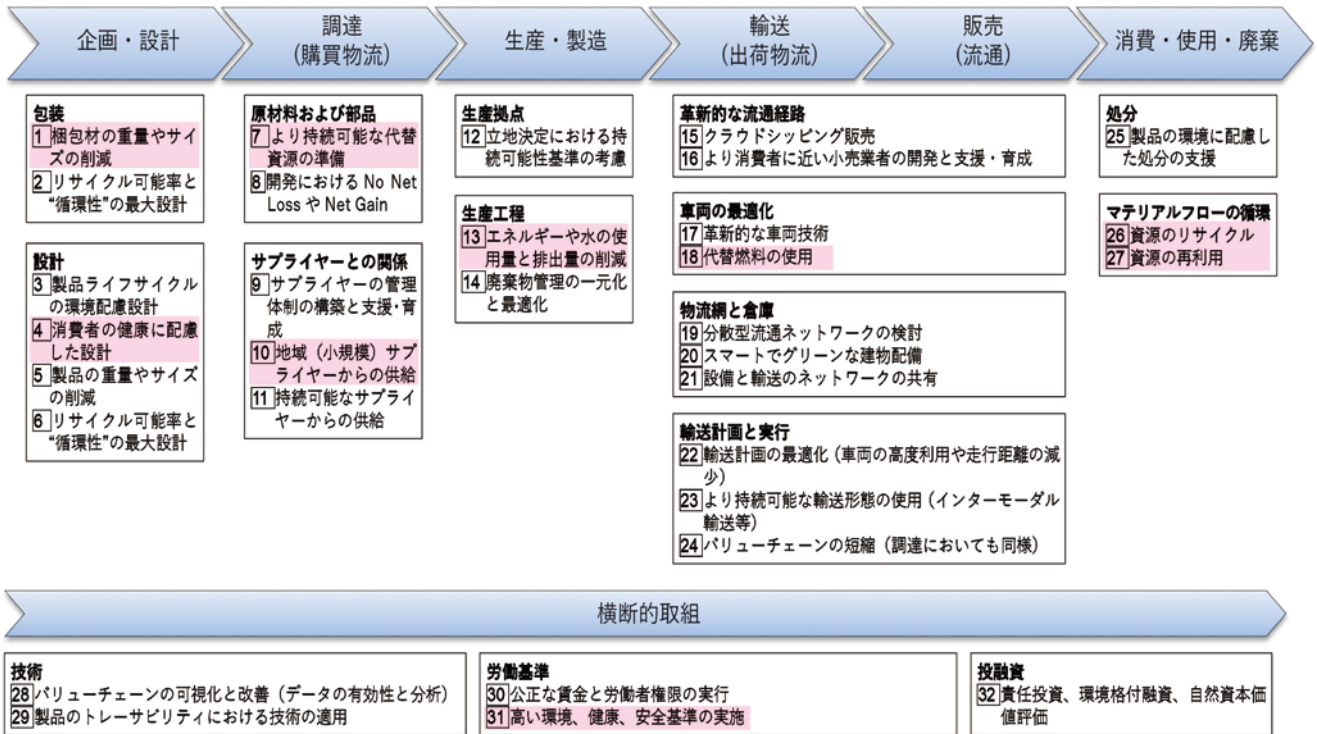 企画・設計
調達
(購買物流)
生産・製造
輸送
(出荷物流)
販売
(流通)
消費・使用・廃棄
包装
1 梱包材の重量やサイ
ズの削減
2 リサイクル可能率と
“循環性”の最大設計
設計
3 製品ライフサイクル
の環境配慮設計
4 消費者の健康に配慮
した設計
5 製品の重量やサイズ
の削減
6 リサイクル可能率と
“循環性”の最大設計
原材料および部品
7 より持続可能な代替
資源の準備
8 開発における No Net
Loss や Net Gain
サプライヤーとの関係
9 サプライヤーの管理
体制の構築と支援・育
成
10 地域（小規模）サプ
ライヤーからの供給
11 持続可能なサプライ
ヤーからの供給
生産拠点
12 立地決定における持
続可能性基準の考慮
生産工程
13 エネルギーや水の使
用量と排出量の削減
14 廃棄物管理の一元化
と最適化
革新的な流通経路
15 クラウドシッピング販売
16 より消費者に近い小売業者の開発と支援・育成
車両の最適化
17 革新的な車両技術
18 代替燃料の使用
物流網と倉庫
19 分散型流通ネットワークの検討
20 スマートでグリーンな建物配備
21 設備と輸送のネットワークの共有
輸送計画と実行
22 輸送計画の最適化（車両の高度利用や走行距離の減
少）
23 より持続可能な輸送形態の使用（インターモーダル
輸送等）
24 バリューチェーンの短縮（調達においても同様）
処分
25 製品の環境に配慮し
た処分の支援
マテリアルフローの循環
26 資源のリサイクル
27 資源の再利用
横断的取組
技術
28 バリューチェーンの可視化と改善（データの有効性と分析）
29 製品のトレーサビリティにおける技術の適用
労働基準
30 公正な賃金と労働者権限の実行
31 高い環境、健康、安全基準の実施
投融資
32 責任投資、環境格付融資、自然資本価
値評価